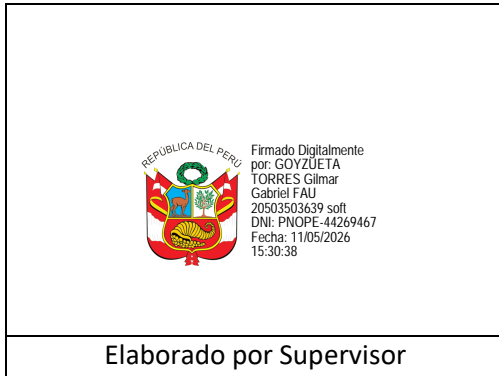 REPÚBLICA DEL PERÚ
Firmado Digitalmente
por: GOYZUETA
TORRES Gilmar
Gabriel FAU
20503503639 soft
DNI: PNOPE-44269467
Fecha: 11/05/2026
15:30:38
Elaborado por Supervisor